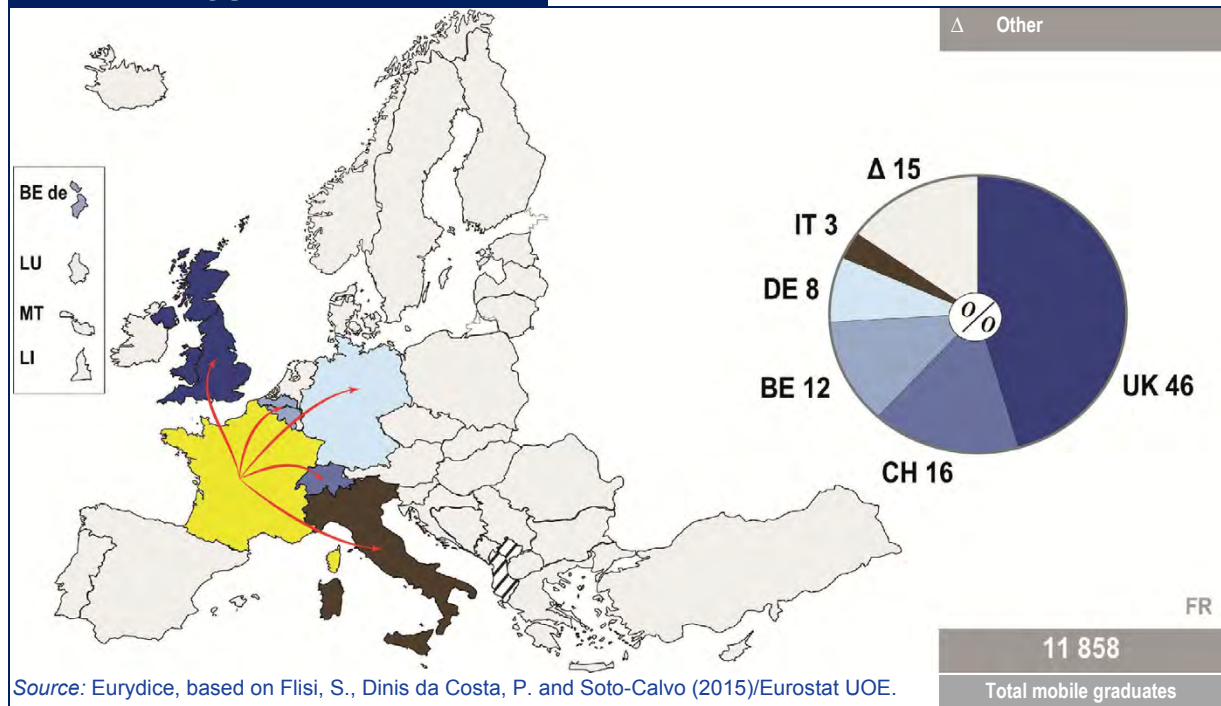 Δ Other
BE de
LU
MT
LI
Δ 15
IT 3
DE 8
BE 12
CH 16
UK 46
%
FR
11 858
Total mobile graduates
Source: Eurydice, based on Flisi, S., Dinis da Costa, P. and Soto-Calvo (2015)/Eurostat UOE.